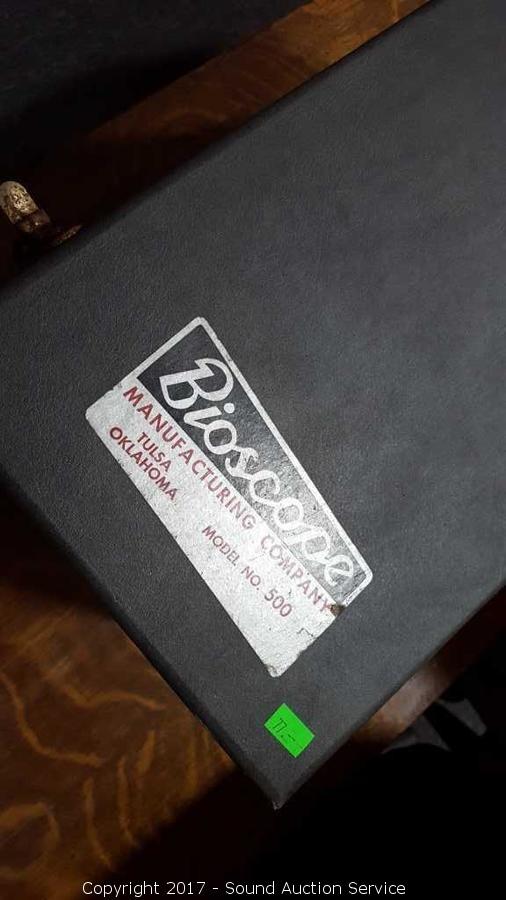 Bioscope
MANUFACTURING COMPANY
TULSA
OKLAHOMA
MODEL NO. 500
Copyright 2017 - Sound Auction Service